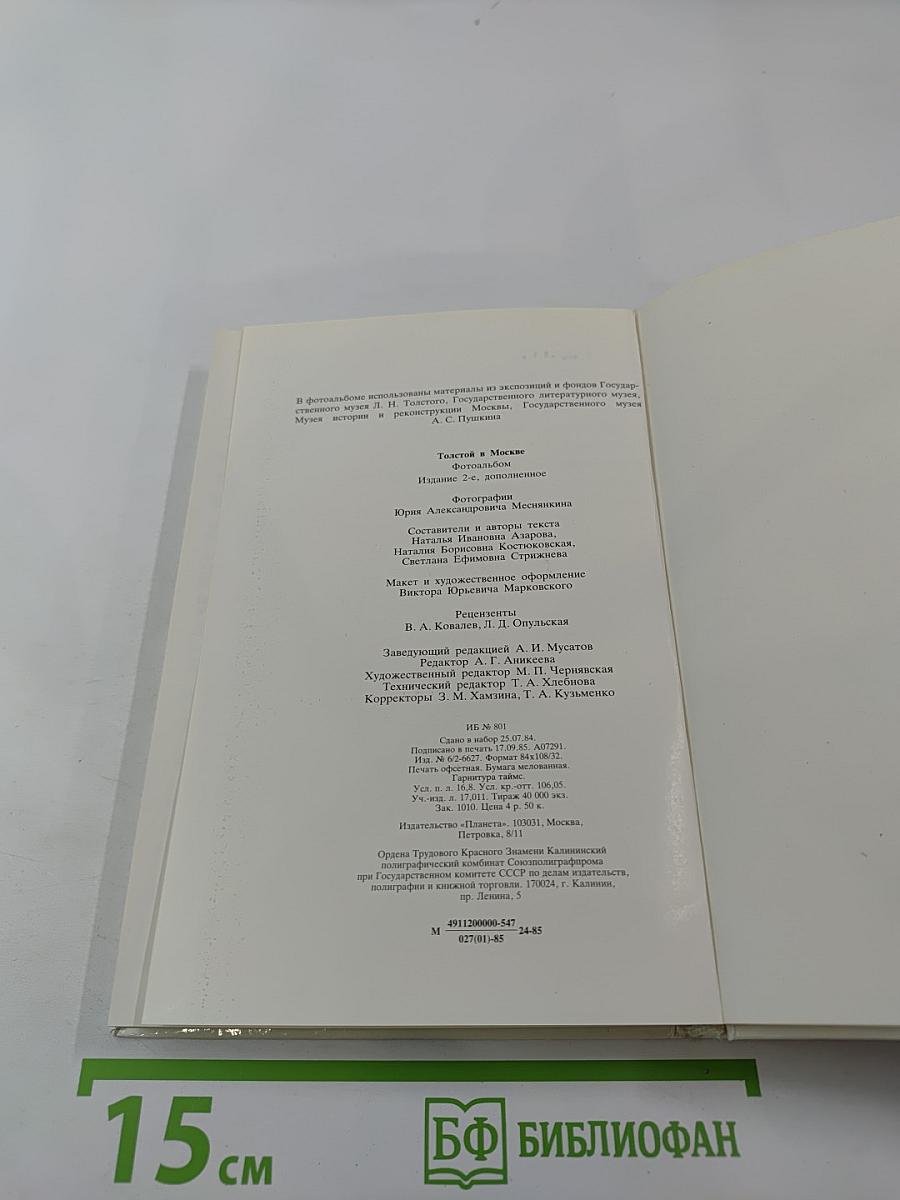 В фотоальбоме использованы материалы из экспозиций и фондов Государ-
ственного музея Л. Н. Толстого, Государственного литературного музея,
Музея истории и реконструкции Москвы, Государственного музея
А. С. Пушкина
Толстой в Москве
Фотоальбом
Издание 2-е, дополненное
Фотографии
Юрия Александровича Меснянкина
Составители и авторы текста
Наталья Ивановна Азарова,
Наталия Борисовна Костюковская,
Светлана Ефимовна Стрижнева
Макет и художественное оформление
Виктора Юрьевича Марковского
Рецензенты
В. А. Ковалев, Л. Д. Опульская
Заведующий редакцией А. И. Мусатов
Редактор А. Г. Аникеева
Художественный редактор М. П. Чернявская
Технический редактор Т. А. Хлебнова
Корректоры З. М. Хамзина, Т. А. Кузьменко
ИБ № 801
Сдано в набор 25.07.84.
Подписано в печать 17.09.85. А07291.
Изд. № 6/2-6627. Формат 84х108/32.
Печать офсетная. Бумага мелованная.
Гарнитура таймс.
Усл. п. л. 16,8. Усл. кр.-отт. 106,05.
Уч.-изд. л. 17,011. Тираж 40 000 экз.
Зак. 1010. Цена 4 р. 50 к.
Издательство «Планета». 103031, Москва,
Петровка, 8/11
Ордена Трудового Красного Знамени Калининский
полиграфический комбинат Союзполиграфпрома
при Государственном комитете СССР по делам издательств,
полиграфии и книжной торговли. 170024, г. Калинин,
пр. Ленина, 5
М 4911200000-547 24-85
027(01)-85
15 см
БФ БИБЛИОФАН